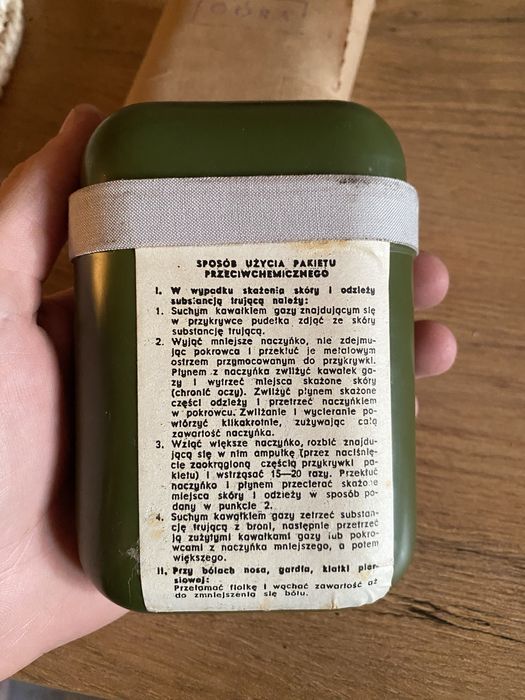 SPOSÓB UŻYCIA PAKIETU
PRZECIWCHEMICZNEGO
I. W wypadku skażenia skóry i odzieży
substancją trującą należy:
1. Suchym kawałkiem gazy znajdującym się
w przykrywce pudełka zdjąć ze skóry
substancję trującą.
2. Wyjąć mniejsze naczyńko, nie zdejmu-
jąc pokrowca i przekłuć je metalowym
ostrzem przymocowanym do przykrywki.
Płynem z naczyńka zwilżyć kawałek ga-
zy i wytrzeć miejsca skażone skóry
(chronić oczy). Zwilżyć płynem skażone
części odzieży i przetrzeć naczyńkiem
w pokrowcu. Zwilżanie i wycieranie po-
wtórzyć kilkakrotnie, zużywając całą
zawartość naczyńka.
3. Wziąć większe naczyńko, rozbić znajdu-
jącą się w nim ampułkę (przez naciśnię-
cie zaokrągloną częścią przykrywki pa-
kietu) i wstrząsać 15—20 razy. Przekłuć
naczyńko i płynem przecierać skażone
miejsca skóry i odzieży w sposób po-
dany w punkcie 2.
4. Suchym kawałkiem gazy zetrzeć substan-
cję trującą z broni, następnie przetrzeć
ją zużytymi kawałkami gazy lub pokro-
wcami z naczyńka mniejszego, a potem
większego.
II. Przy bólach nosa, gardła, klatki pier-
siowej:
Przełamać fiolkę i wąchać zawartość aż
do zmniejszenia się bólu.